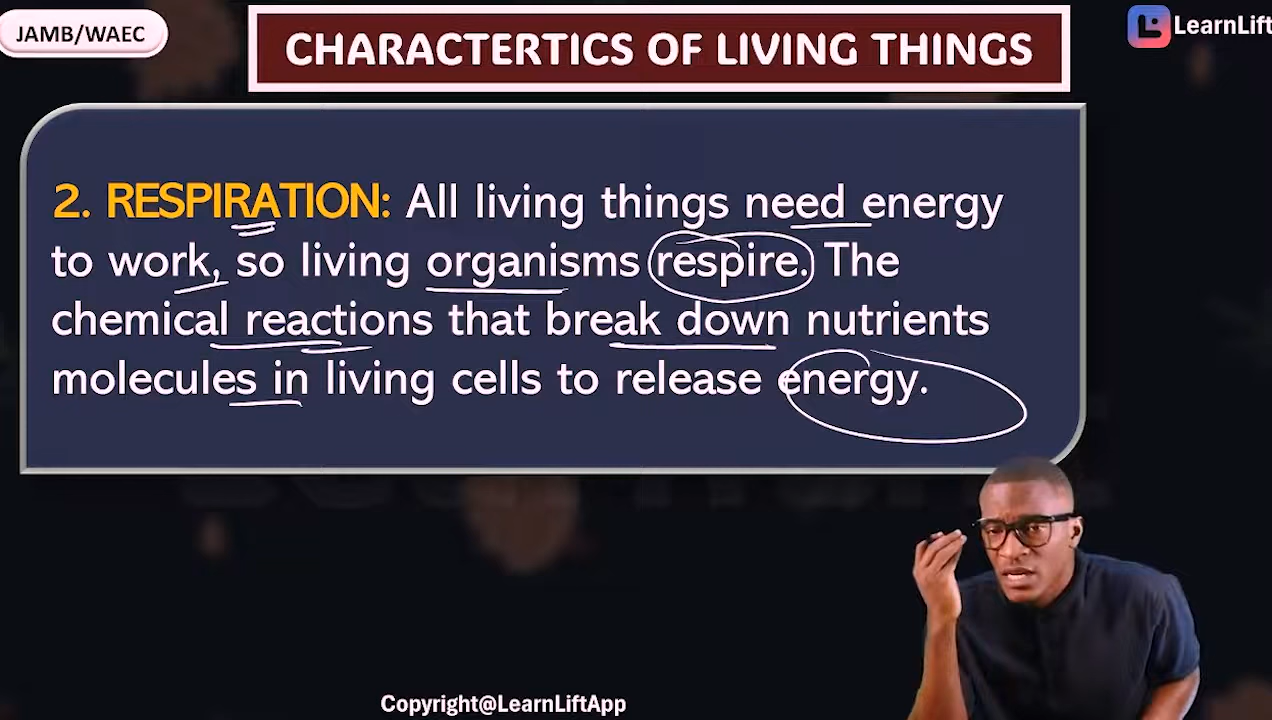 JAMB/WAEC
CHARACTERTICS OF LIVING THINGS
LearnLift
2. RESPIRATION: All living things need energy
to work, so living organisms respire. The
chemical reactions that break down nutrients
molecules in living cells to release energy.
Copyright@LearnLiftApp